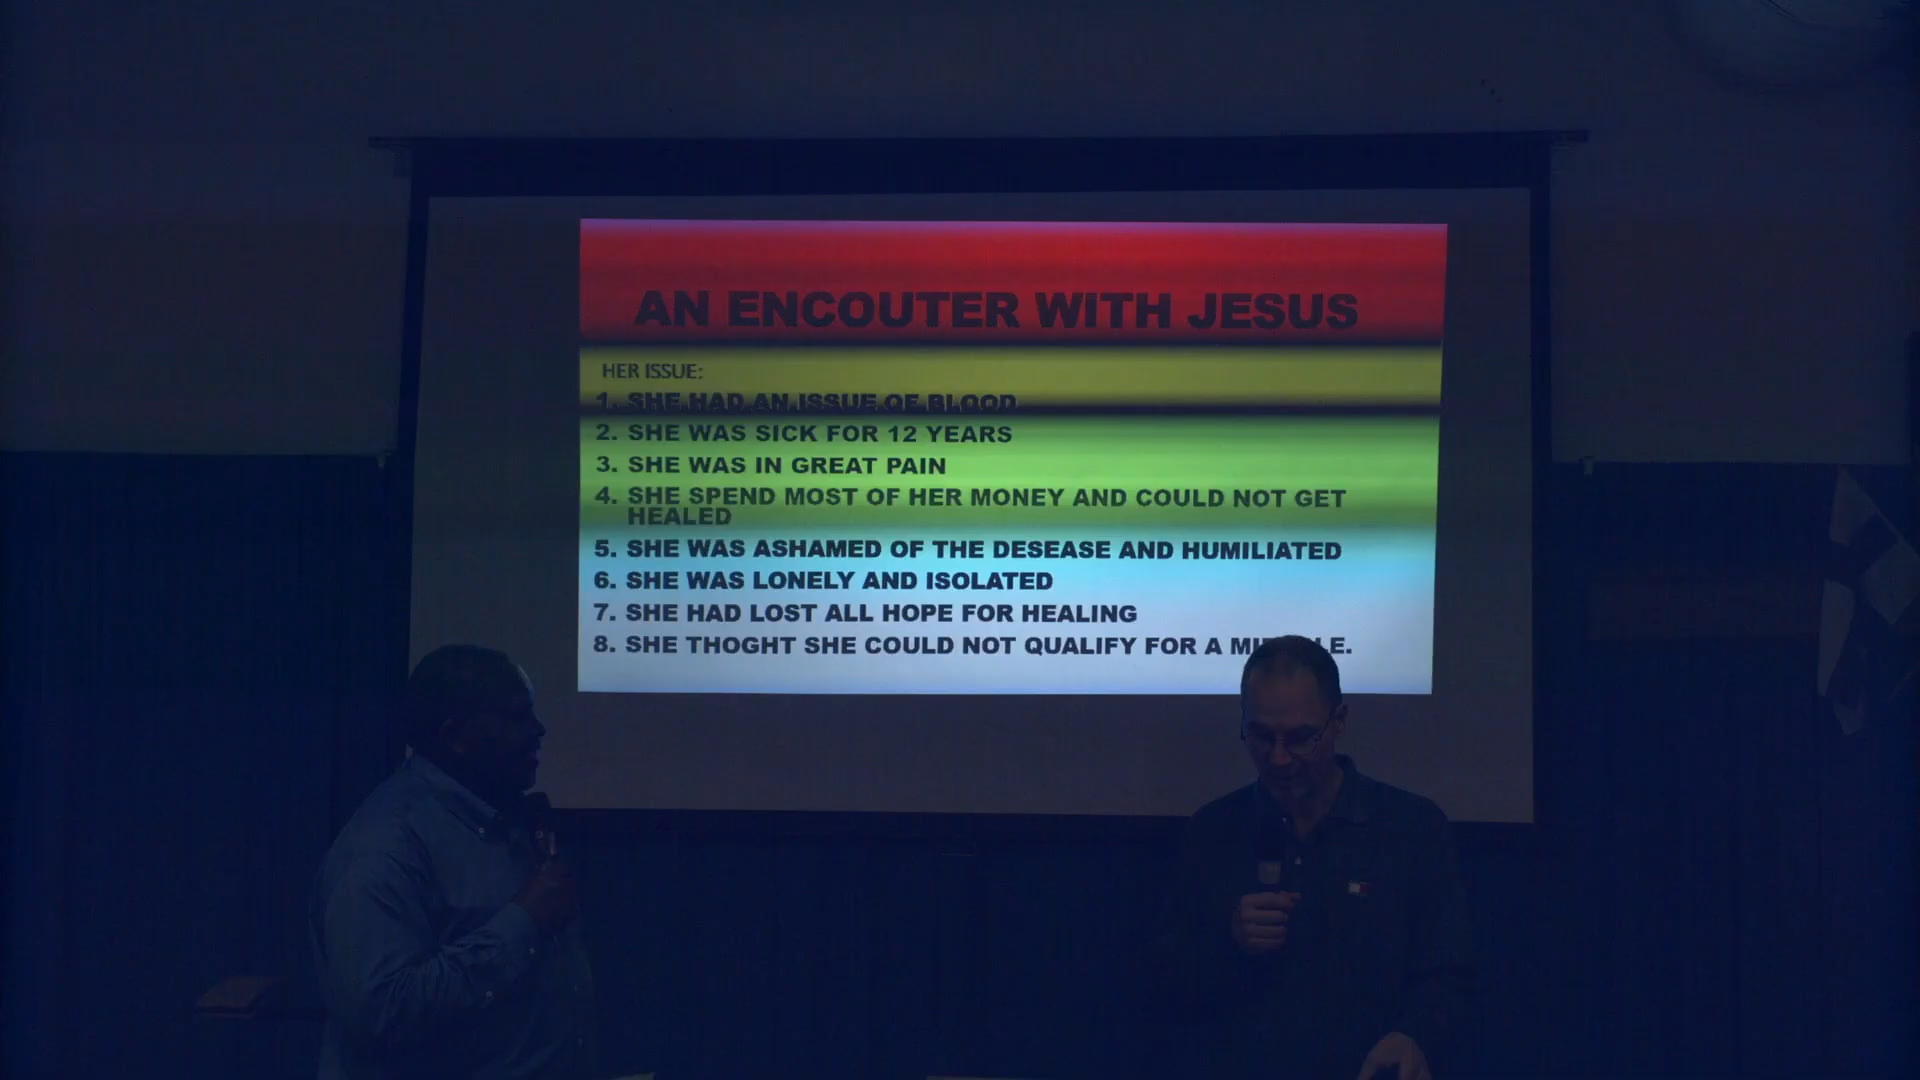 AN ENCOUTER WITH JESUS
HER ISSUE:
1. SHE HAD AN ISSUE OF BLOOD
2. SHE WAS SICK FOR 12 YEARS
3. SHE WAS IN GREAT PAIN
4. SHE SPEND MOST OF HER MONEY AND COULD NOT GET
HEALED
5. SHE WAS ASHAMED OF THE DESEASE AND HUMILIATED
6. SHE WAS LONELY AND ISOLATED
7. SHE HAD LOST ALL HOPE FOR HEALING
8. SHE THOGHT SHE COULD NOT QUALIFY FOR A